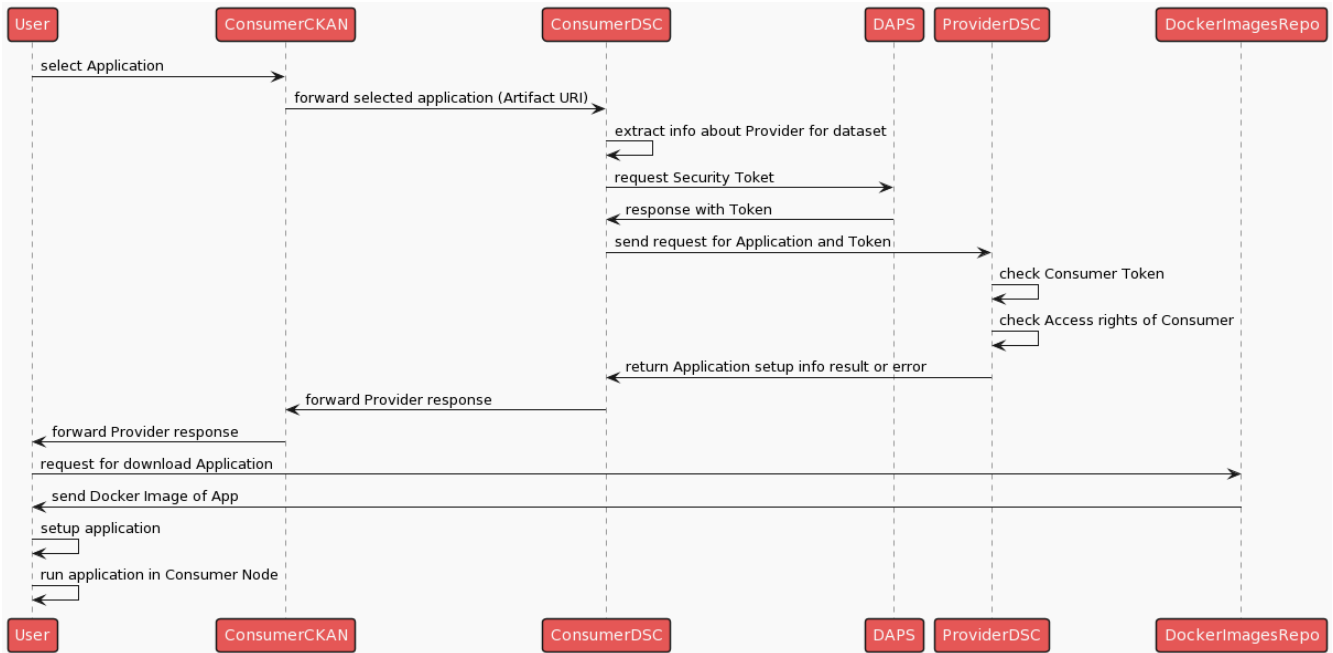 User ConsumerCKAN ConsumerDSC DAPS ProviderDSC DockerImagesRepo
select Application
forward selected application (Artifact URI)
extract info about Provider for dataset
request Security Toket
response with Token
send request for Application and Token
check Consumer Token
check Access rights of Consumer
return Application setup info result or error
forward Provider response
forward Provider response
request for download Application
send Docker Image of App
setup application
run application in Consumer Node
User ConsumerCKAN ConsumerDSC DAPS ProviderDSC DockerImagesRepo